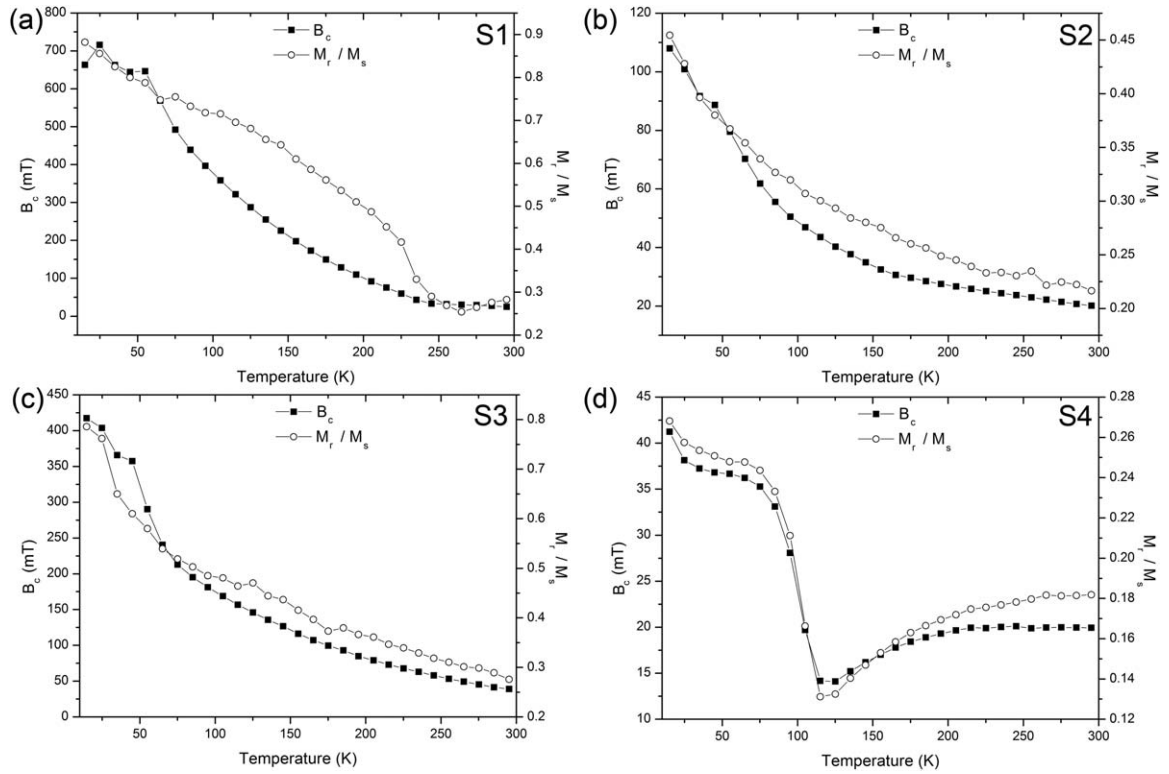 (a)
S1
B_c
M_r / M_s
800
700
600
500
400
300
200
100
0
B_c (mT)
0.9
0.8
0.7
0.6
0.5
0.4
0.3
0.2
M_r / M_s
50 100 150 200 250 300
Temperature (K)
(b)
S2
B_c
M_r / M_s
120
100
80
60
40
20
B_c (mT)
0.45
0.40
0.35
0.30
0.25
0.20
M_r / M_s
50 100 150 200 250 300
Temperature (K)
(c)
S3
B_c
M_r / M_s
450
400
350
300
250
200
150
100
50
0
B_c (mT)
0.8
0.7
0.6
0.5
0.4
0.3
0.2
M_r / M_s
50 100 150 200 250 300
Temperature (K)
(d)
S4
B_c
M_r / M_s
45
40
35
30
25
20
15
10
B_c (mT)
0.28
0.26
0.24
0.22
0.20
0.18
0.16
0.14
0.12
M_r / M_s
50 100 150 200 250 300
Temperature (K)